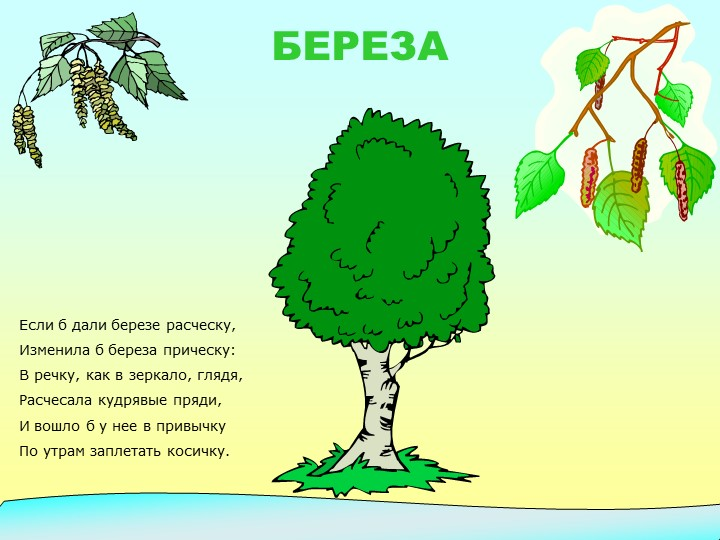 БЕРЕЗА
Если б дали березе расческу,
Изменила б береза прическу:
В речку, как в зеркало, глядя,
Расчесала кудрявые пряди,
И вошло б у нее в привычку
По утрам заплетать косичку.